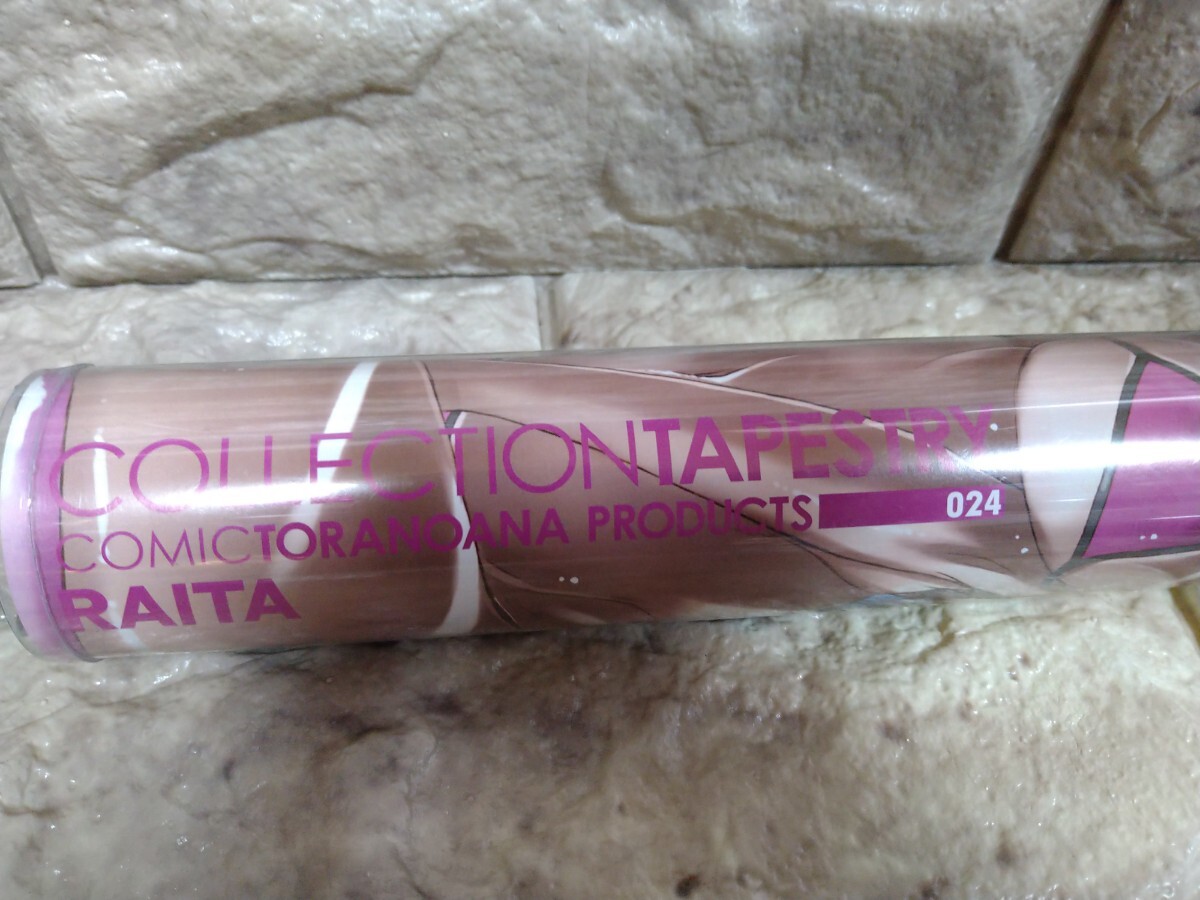 COLLECTIONTAPESTRY
COMICTORANOANA PRODUCTS 024
RAITA